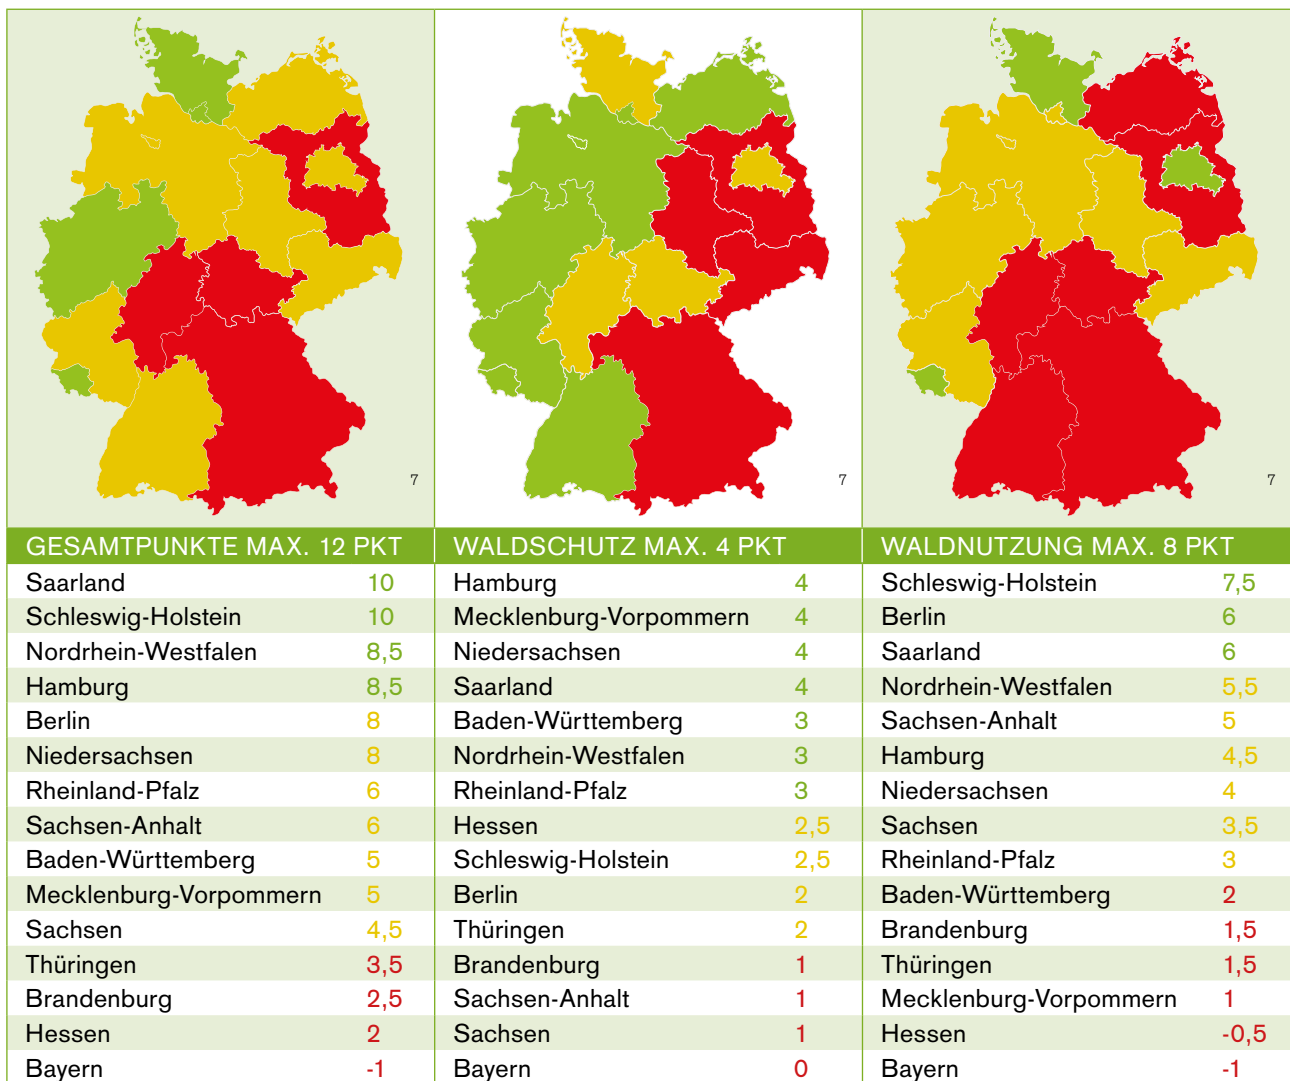 7
7
7
GESAMTPUNKTE MAX. 12 PKT
Saarland 10
Schleswig-Holstein 10
Nordrhein-Westfalen 8,5
Hamburg 8,5
Berlin 8
Niedersachsen 8
Rheinland-Pfalz 6
Sachsen-Anhalt 6
Baden-Württemberg 5
Mecklenburg-Vorpommern 5
Sachsen 4,5
Thüringen 3,5
Brandenburg 2,5
Hessen 2
Bayern -1
WALDSCHUTZ MAX. 4 PKT
Hamburg 4
Mecklenburg-Vorpommern 4
Niedersachsen 4
Saarland 4
Baden-Württemberg 3
Nordrhein-Westfalen 3
Rheinland-Pfalz 3
Hessen 2,5
Schleswig-Holstein 2,5
Berlin 2
Thüringen 2
Brandenburg 1
Sachsen-Anhalt 1
Sachsen 1
Bayern 0
WALDNUTZUNG MAX. 8 PKT
Schleswig-Holstein 7,5
Berlin 6
Saarland 6
Nordrhein-Westfalen 5,5
Sachsen-Anhalt 5
Hamburg 4,5
Niedersachsen 4
Sachsen 3,5
Rheinland-Pfalz 3
Baden-Württemberg 2
Brandenburg 1,5
Thüringen 1,5
Mecklenburg-Vorpommern 1
Hessen -0,5
Bayern -1